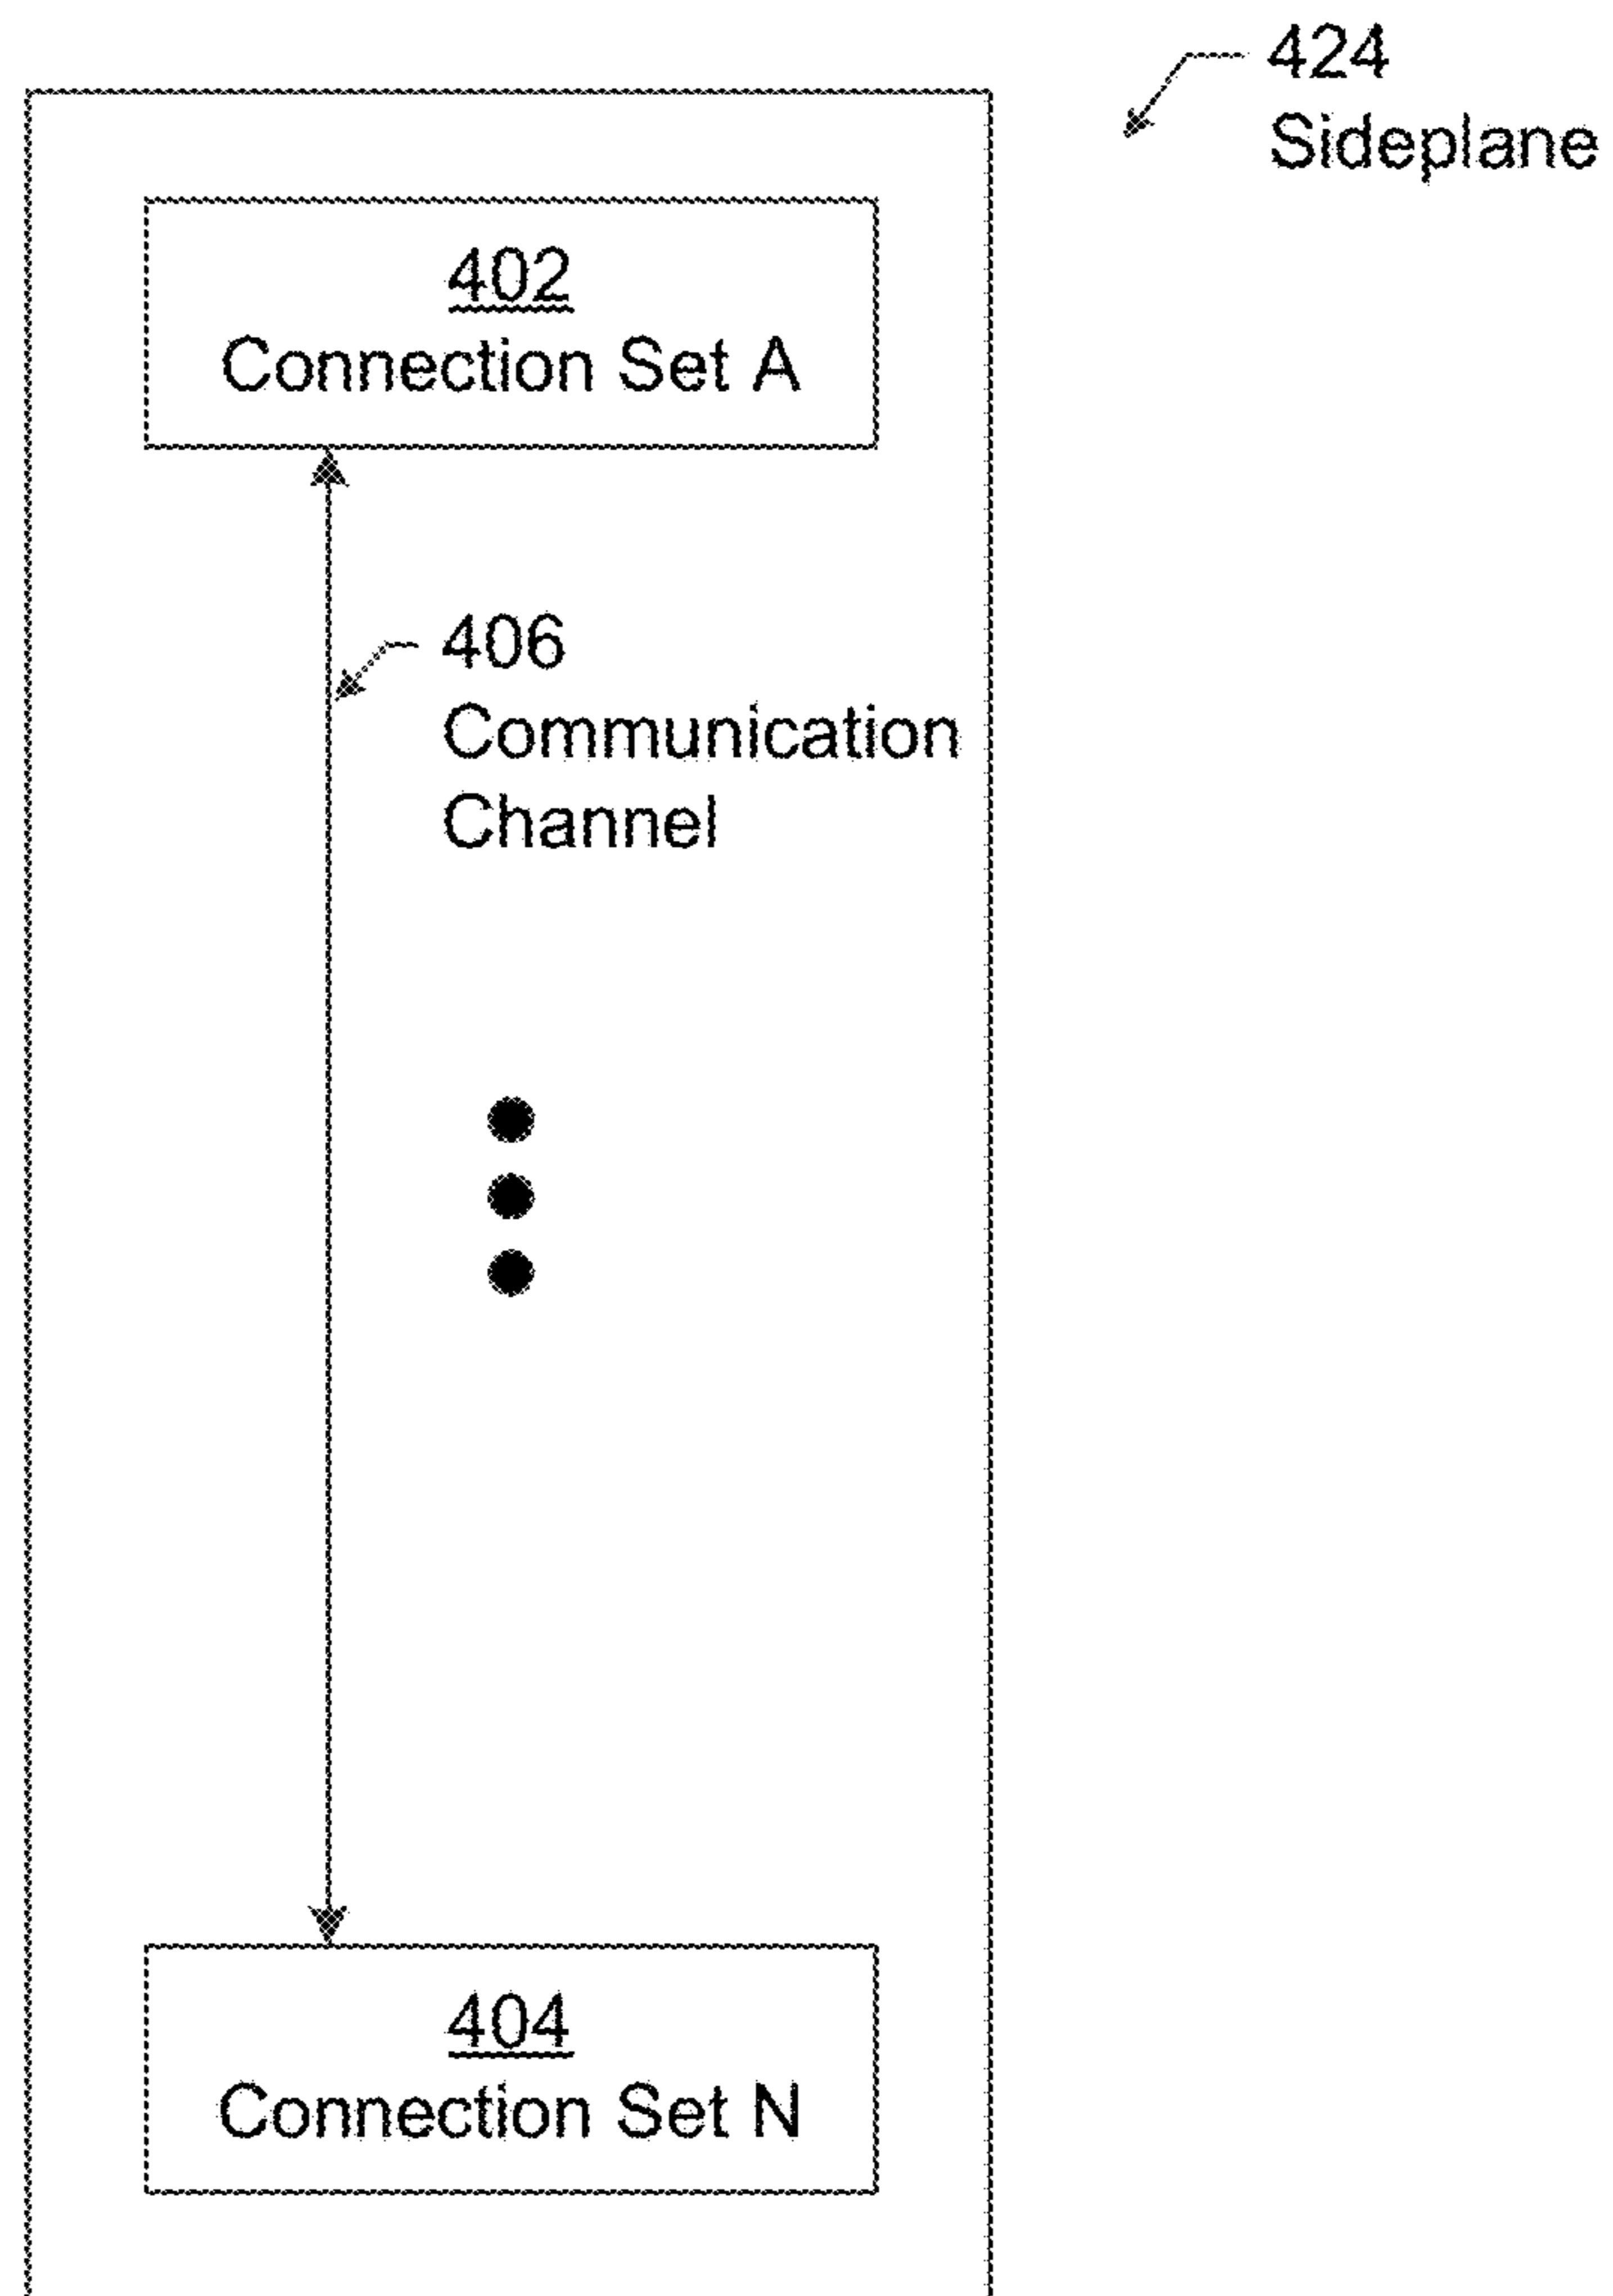 424
Sideplane
402
Connection Set A
406
Communication
Channel
404
Connection Set N